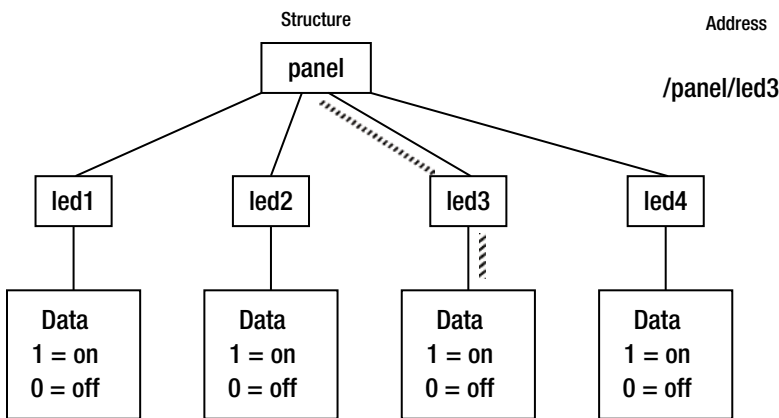 Structure
Address
panel
/panel/led3
led1
led2
led3
led4
Data
1 = on
0 = off
Data
1 = on
0 = off
Data
1 = on
0 = off
Data
1 = on
0 = off